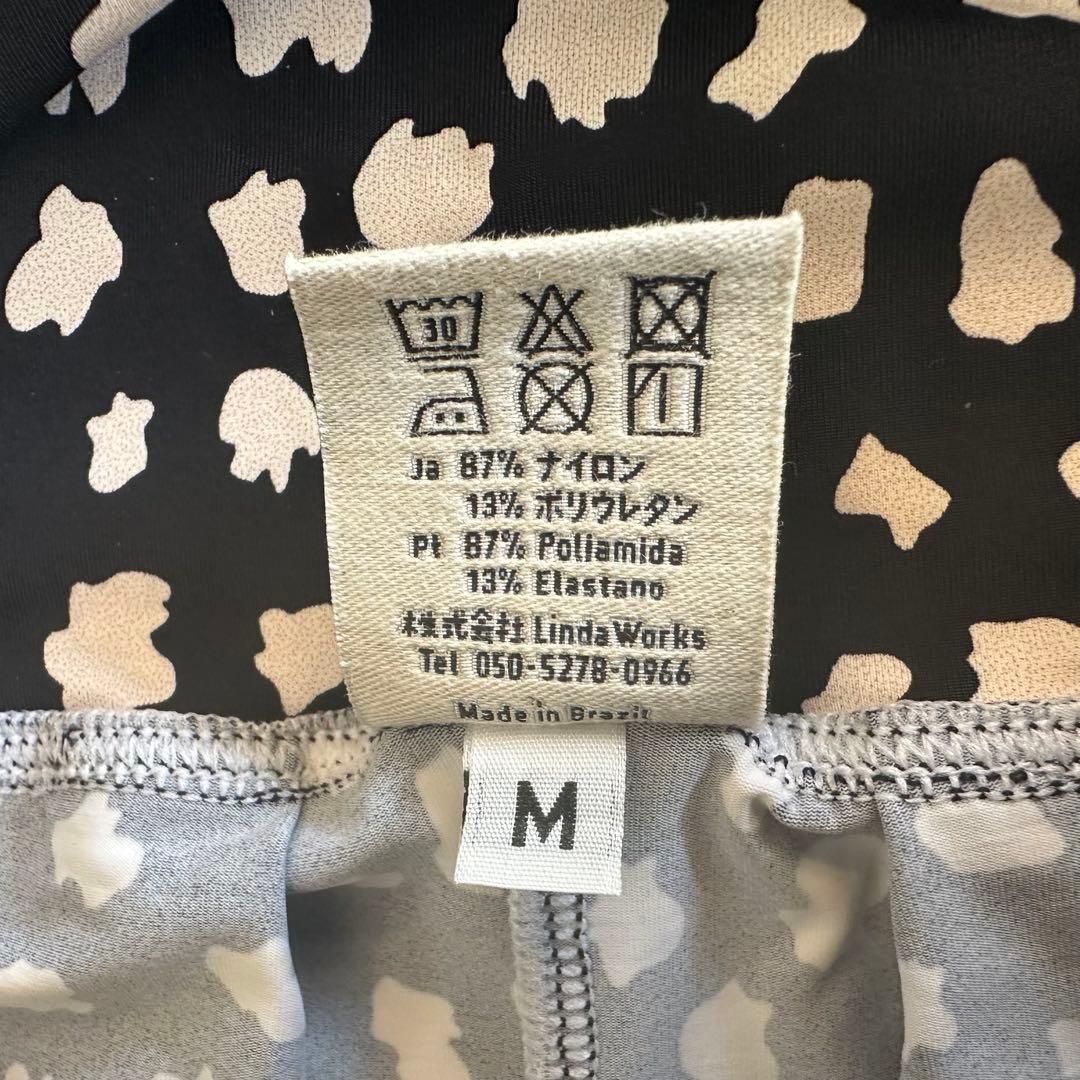 30
Ja 87% ナイロン
13% ポリウレタン
Pt 87% Poliamida
13% Elastano
株式会社 LindaWorks
Tel 050-5278-0966
Made in Brazil
M